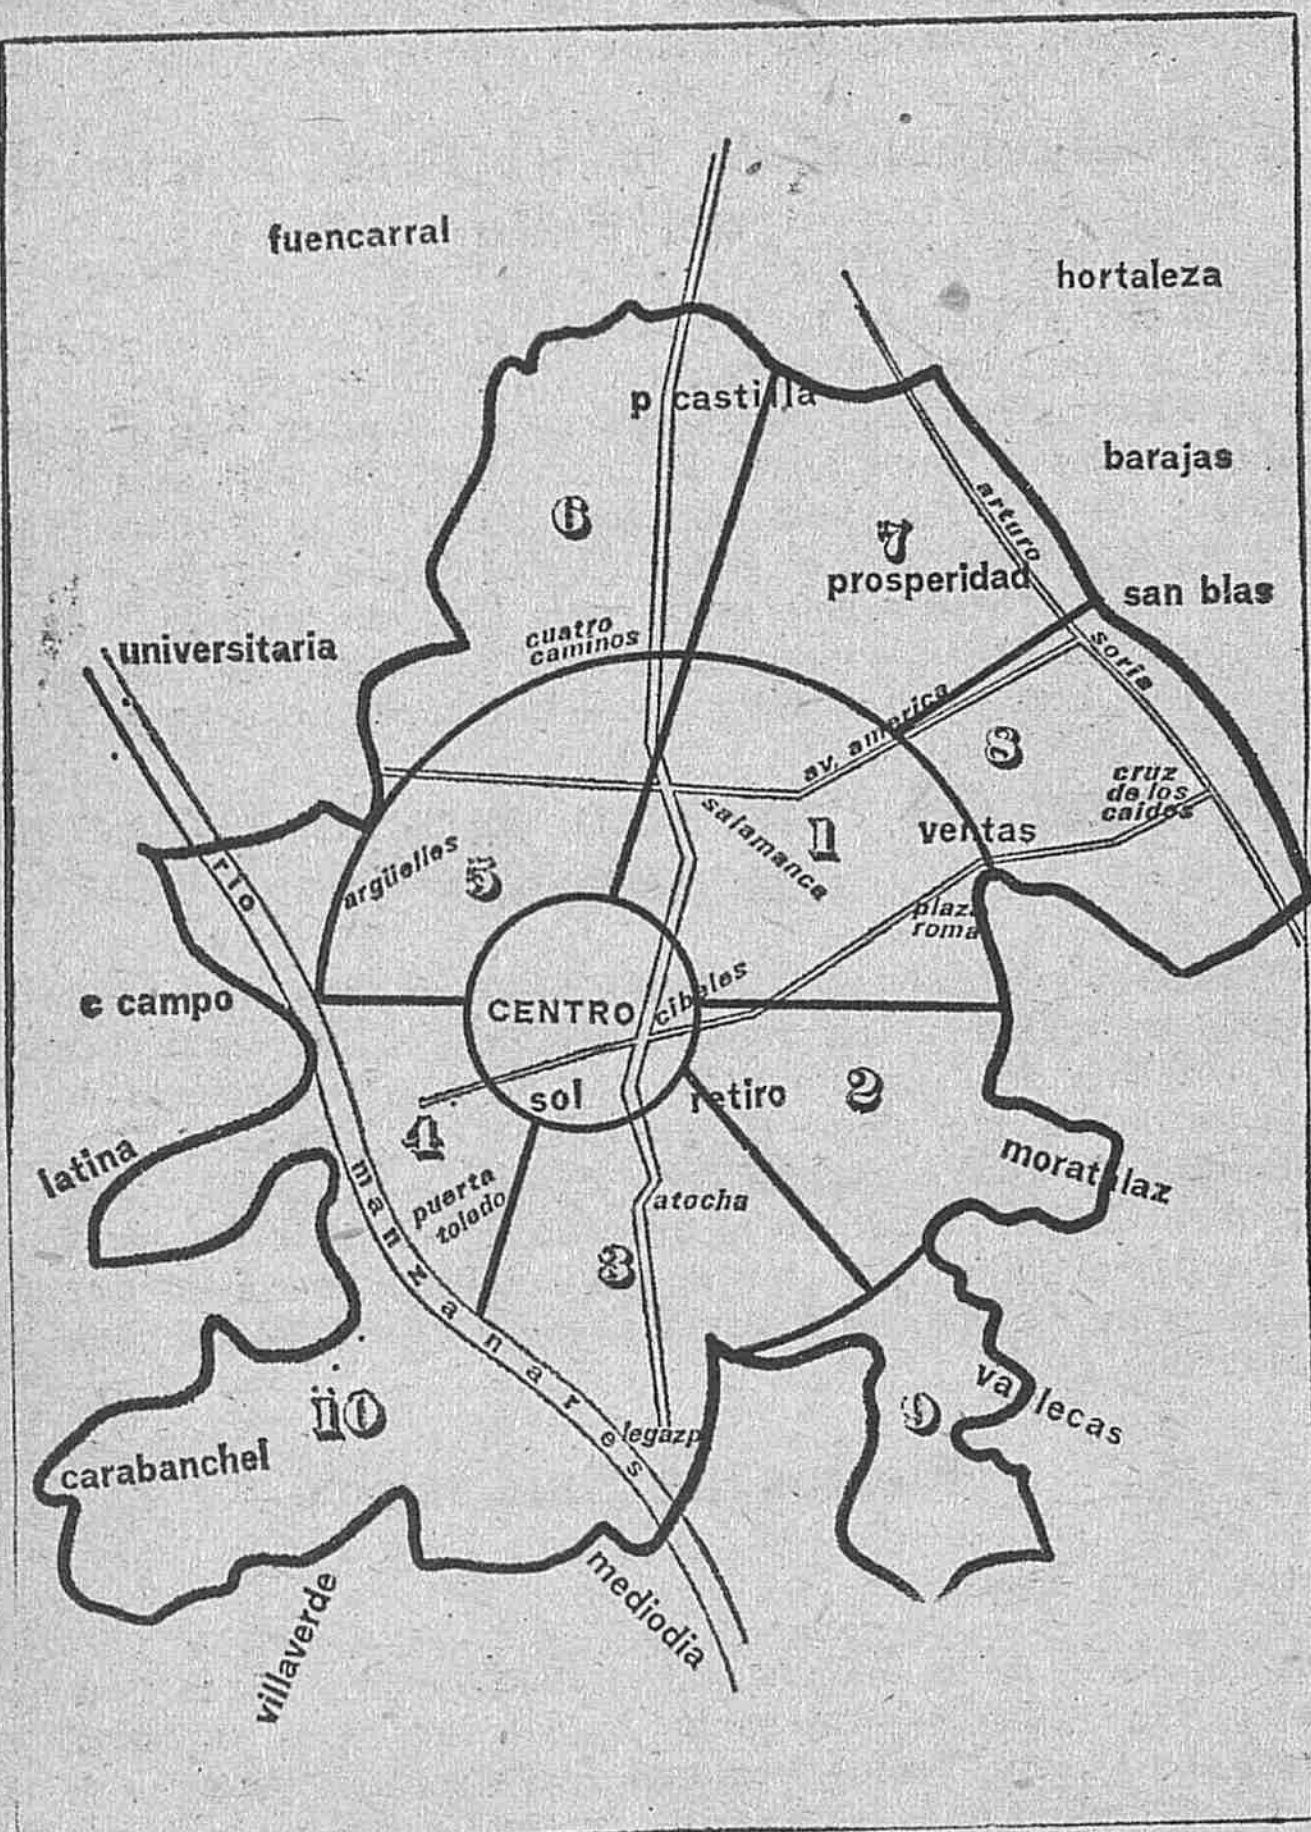 fuencarral
hortaleza
p castilla
barajas
6
arturo
7
prosperidad
san blas
cuatro
caminos
universitaria
soria
av. america
8
cruz
de los
caidos
salamanca
1
ventas
argüelles
5
rio
plaza
roma
cibeles
c campo
CENTRO
sol
retiro
2
4
latina
moratalaz
puerta
toledo
manzanares
atocha
3
vallecas
9
10
legazpi
carabanchel
mediodia
villaverde